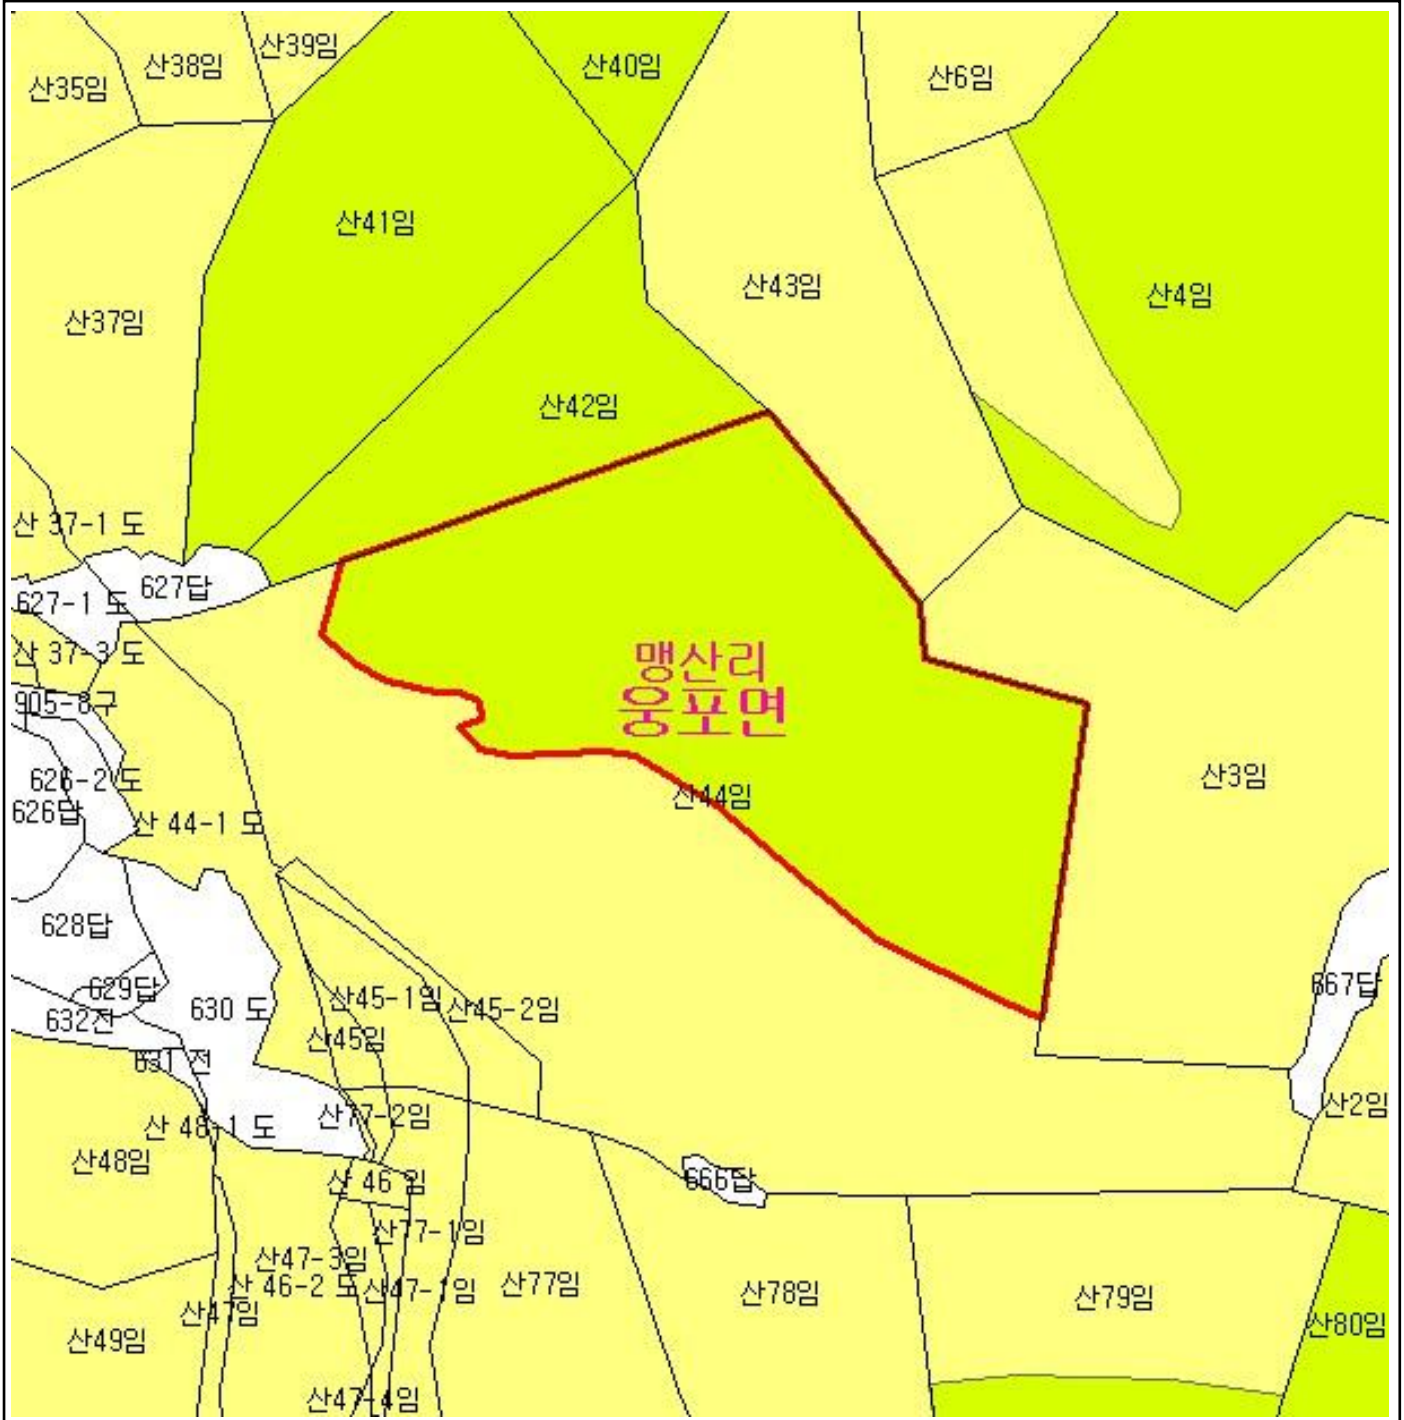 산39임
산38임
산40임
산6임
산35임
산41임
산43임
산4임
산37임
산42임
산 37-1 도
627답
627-1 도
산 37-3 도
맹산리
905-8구
웅포면
626-2 도
산3임
산44임
626답
산 44-1 도
628답
629답
667답
산45-1임
산45-2임
630 도
632전
산45임
631 전
산2임
산77-2임
산 48-1 도
산48임
666답
산 46 임
산77-1임
산47-3임
산 46-2 도
산47-1임
산77임
산78임
산79임
산47임
산80임
산49임
산47-4임